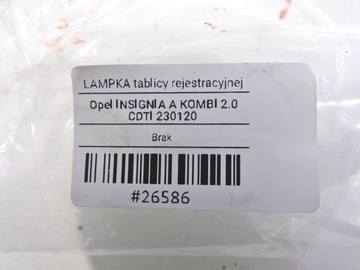 LAMPKA tablicy rejestracyjnej
Opel INSIGNIA A KOMBI 2.0
CDTI 230120
Brak
#26586